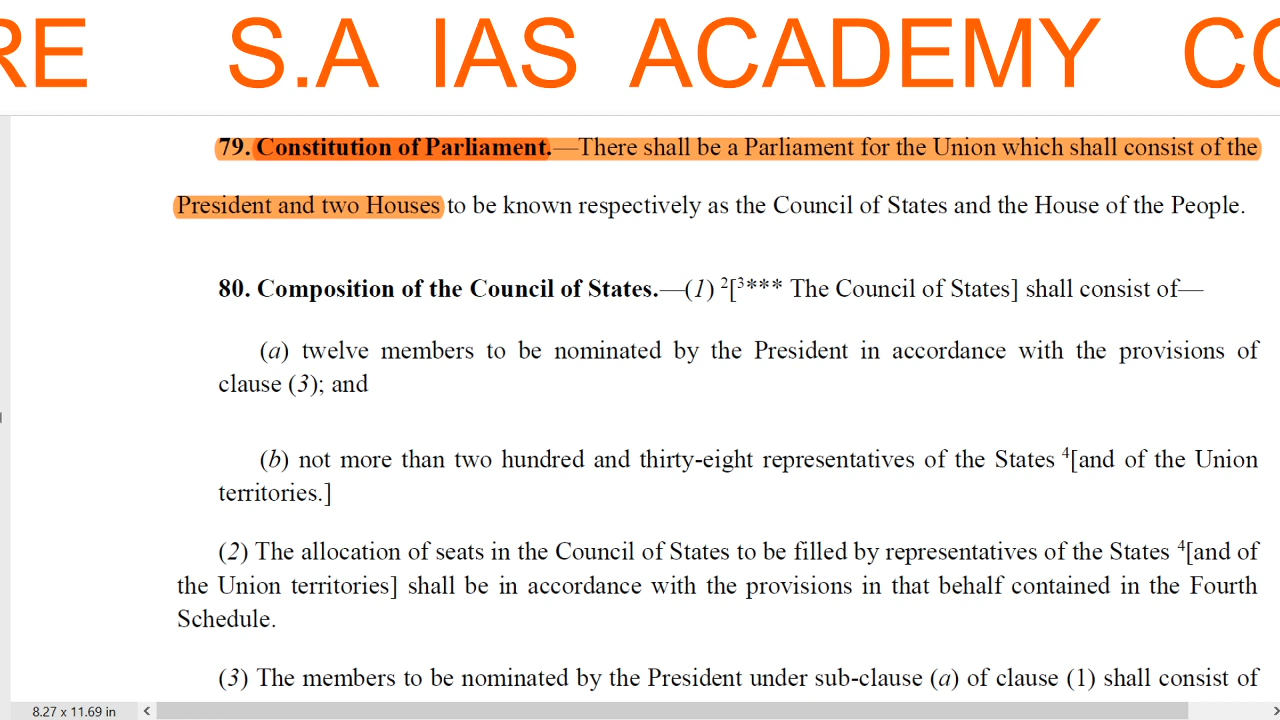 RE S.A IAS ACADEMY CO
79. Constitution of Parliament.—There shall be a Parliament for the Union which shall consist of the
President and two Houses to be known respectively as the Council of States and the House of the People.
80. Composition of the Council of States.—(1) ²[³*** The Council of States] shall consist of—
(a) twelve members to be nominated by the President in accordance with the provisions of
clause (3); and
(b) not more than two hundred and thirty-eight representatives of the States ⁴[and of the Union
territories.]
(2) The allocation of seats in the Council of States to be filled by representatives of the States ⁴[and of
the Union territories] shall be in accordance with the provisions in that behalf contained in the Fourth
Schedule.
(3) The members to be nominated by the President under sub-clause (a) of clause (1) shall consist of
8.27 x 11.69 in